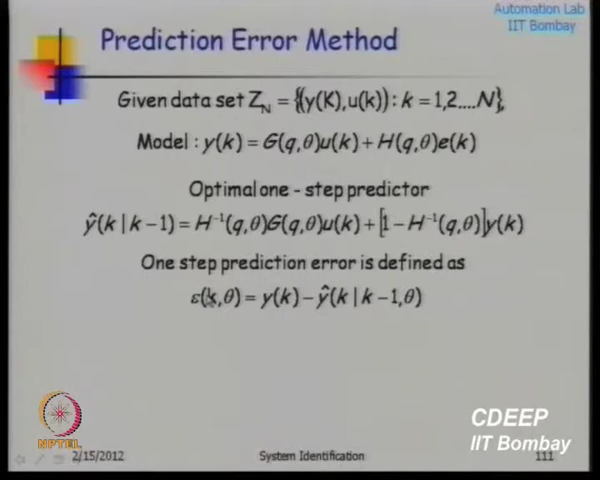 Automation Lab
IIT Bombay
Prediction Error Method
Given data set Z_N = {(y(K), u(k)) : k = 1,2....N},
Model : y(k) = G(q,θ)u(k) + H(q,θ)e(k)
Optimal one - step predictor
ŷ(k | k−1) = H⁻¹(q,θ)G(q,θ)u(k) + [1 − H⁻¹(q,θ)]y(k)
One step prediction error is defined as
ε(k,θ) = y(k) − ŷ(k | k−1,θ)
CDEEP
IIT Bombay
NPTEL
2/15/2012
System Identification
111